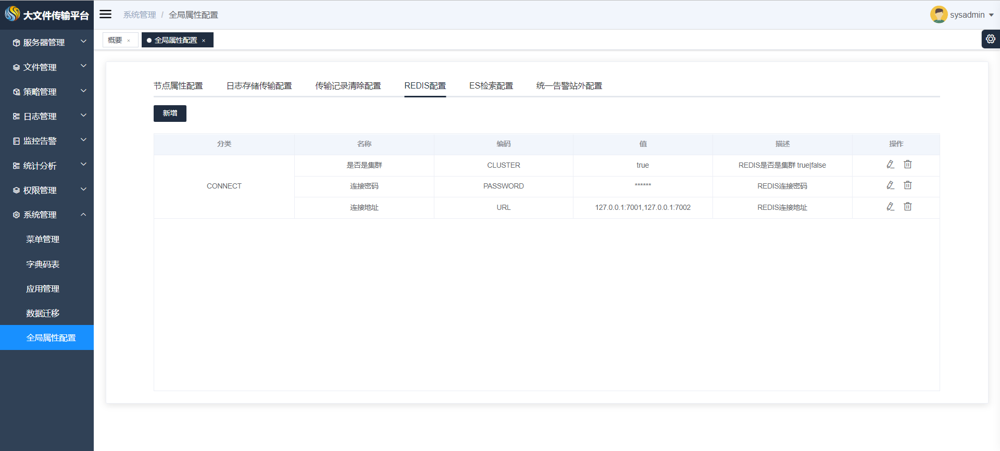 大文件传输平台
系统管理 / 全局属性配置
sysadmin
概要 ×
全局属性配置 ×
服务器管理
文件管理
策略管理
日志管理
监控告警
统计分析
权限管理
系统管理
菜单管理
字典码表
应用管理
数据迁移
全局属性配置
节点属性配置 日志存储传输配置 传输记录清除配置 REDIS配置 ES检索配置 统一告警站外配置
新增
分类 名称 编码 值 描述 操作
CONNECT
是否是集群 CLUSTER true REDIS是否是集群 true|false
连接密码 PASSWORD ****** REDIS连接密码
连接地址 URL 127.0.0.1:7001,127.0.0.1:7002 REDIS连接地址